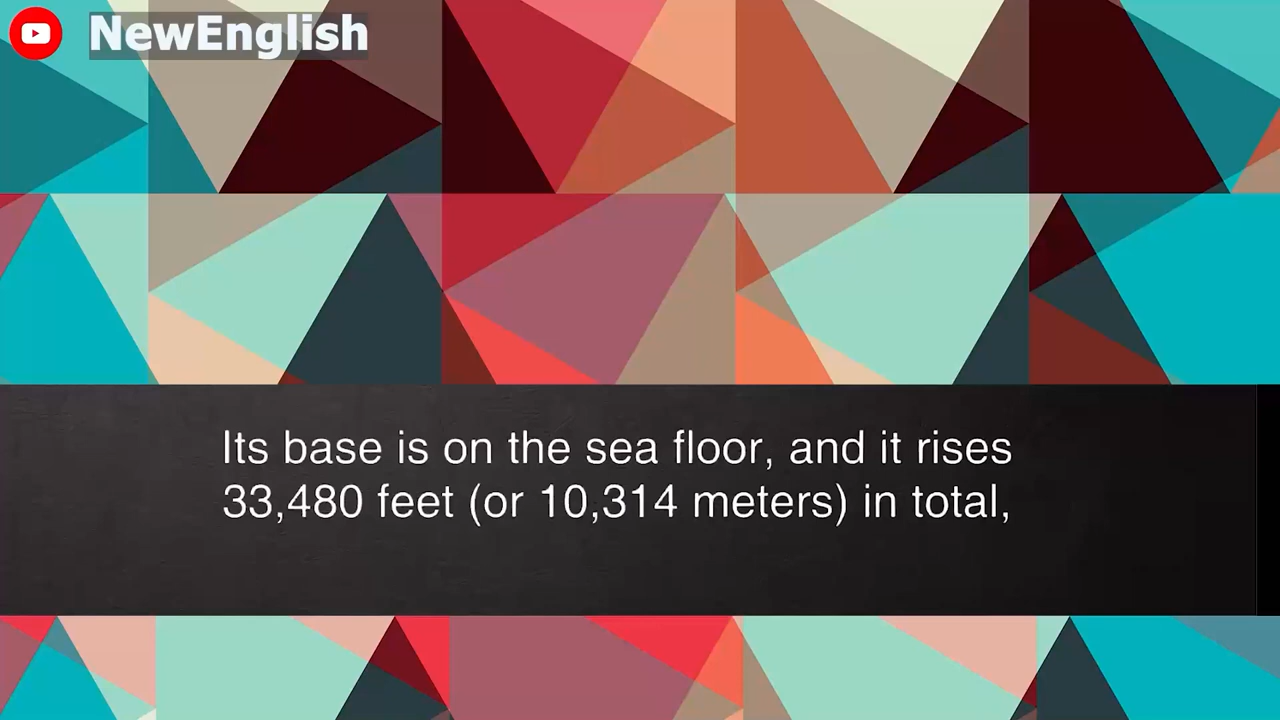 NewEnglish
Its base is on the sea floor, and it rises
33,480 feet (or 10,314 meters) in total,